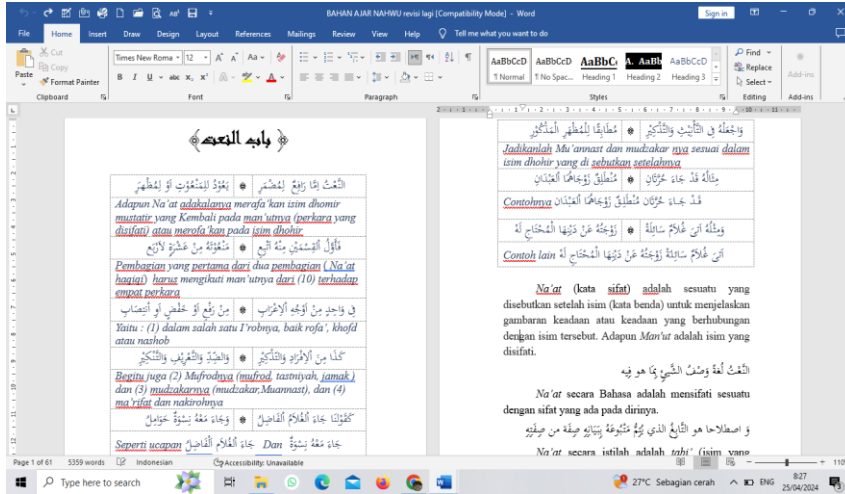 BAHAN AJAR NAHWU revisi lagi [Compatibility Mode] - Word
Sign in
File Home Insert Draw Design Layout References Mailings Review View Help Tell me what you want to do
Paste
Cut
Copy
Format Painter
Clipboard
Times New Roma 12
Font
Paragraph
AaBbCcD AaBbCcD AaBbCc A. AaBb AaBbCcD
¶ Normal ¶ No Spac... Heading 1 Heading 2 Heading 3
Styles
Find
Replace
Select
Editing
Add-ins
Add-ins
باب النعت
النَّعْتُ إِمَّا رَافِعٌ لِمُضْمَرِ يَعُوْدُ لِلمَنْعُوْتِ أَوْ لِمُظْهَرِ
Adapun Na'at adakalanya merafa'kan isim dhomir
mustatir yang Kembali pada man'utnya (perkara yang
disifati) atau merofa'kan pada isim dhohir
فَأَوَّلُ الْقِسْمَيْنِ مِنْهُ أَتْبِعِ مَنْعُوْتَهُ مِنْ عَشْرَةٍ لأَرْبَعِ
Pembagian yang pertama dari dua pembagian ( Na'at
haqiqi) harus mengikuti man'utnya dari (10) terhadap
empat perkara
فِي وَاحِدٍ مِنْ أَوْجُهِ الْإِعْرَابِ مِنْ رَفْعٍ أَوْ خَفْضٍ أَوِ انْتِصَابِ
Yaitu : (1) dalam salah satu I'robnya, baik rofa', khofd
atau nashob
كَذَا مِنَ الْإِفْرَادِ وَالتَّذْكِيْرِ وَالضِّدِّ وَالتَّعْرِيْفِ وَالتَّنْكِيْرِ
Begitu juga (2) Mufrodnya (mufrod, tastniyah, jamak )
dan (3) mudzakarnya (mudzakar,Muannast), dan (4)
ma'rifat dan nakirohnya
كَقَوْلِنَا جَاءَ الْغُلَامُ الْفَاضِلُ وَجَاءَ مَعْهُ نِسْوَةٌ حَوَامِلُ
Seperti ucapan جَاءَ الْغُلَام الْفَاضِلُ Dan جَاءَ مَعْهُ نِسْوَةٌ
وَاجْعَلْهُ فِي التَّأْنِيْثِ وَالتَّذْكِيْرِ مُطَابِقًا لِلْمُظْهَرِ الْمَذْكُوْرِ
Jadikanlah Mu'annast dan mudzakar nya sesuai dalam
isim dhohir yang di sebutkan setelahnya
مِثَالُهُ قَدْ جَاءَ حُرَّتَانِ مُنْطَلِقٌ زَوْجَاهُمَا الْعَبْدَانِ
Contohnya قَدْ جَاءَ حُرَّتَان مُنْطَلِقٌ زَوْجَاهُمَا الْعَبْدَان
وَمِثْلُهُ أَتَى غُلَامٌ سَائِلَةْ زَوْجَتُهُ عَنْ دَيْنِهَا الْمُحْتَاجِ لَهْ
Contoh lain أَتَى غُلَامٌ سَائِلَةْ زَوْجَتُهُ عَنْ دَيْنِهَا الْمُحْتَاجِ لَهْ
Na'at (kata sifat) adalah sesuatu yang
disebutkan setelah isim (kata benda) untuk menjelaskan
gambaran keadaan atau keadaan yang berhubungan
dengan isim tersebut. Adapun Man'ut adalah isim yang
disifati.
النَّعْتُ لُغَةً وَصْفُ الشَّيْئِ بِمَا هو فِيهِ
Na'at secara Bahasa adalah mensifati sesuatu
dengan sifat yang ada pada dirinya.
وَ اصطلاحا هو التَّابِعُ الذي يُتِمُّ مَتْبُوعَهُ بِبَيَانِهِ صِفَة من صِفَتِهِ
Na'at secara istilah adalah tabi' (isim yang
Page 1 of 61 5359 words Indonesian Accessibility: Unavailable
110
Type here to search
27°C Sebagian cerah
ENG
8:27
25/04/2024